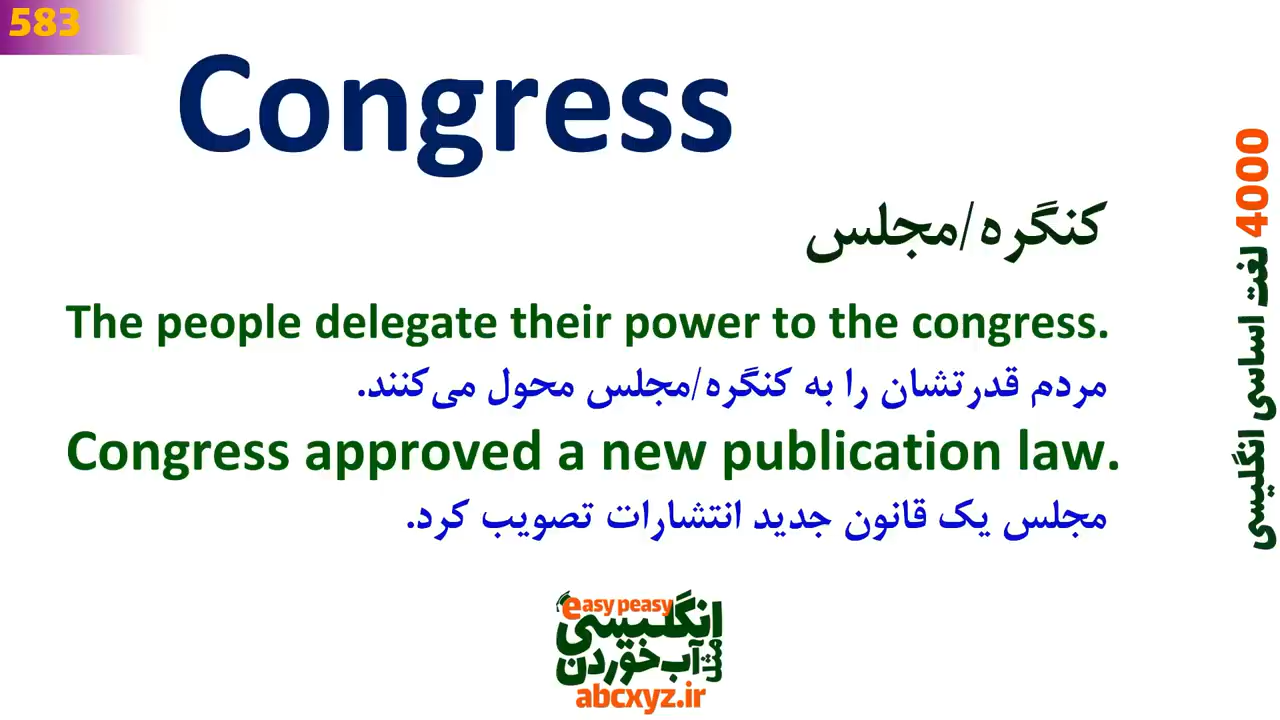 583
Congress
کنگره/مجلس
The people delegate their power to the congress.
مردم قدرتشان را به کنگره/مجلس محول می‌کنند.
Congress approved a new publication law.
مجلس یک قانون جدید انتشارات تصویب کرد.
4000 لغت اساسی انگلیسی
easy peasy
انگلیسی
مثل آب خوردن
abcxyz.ir